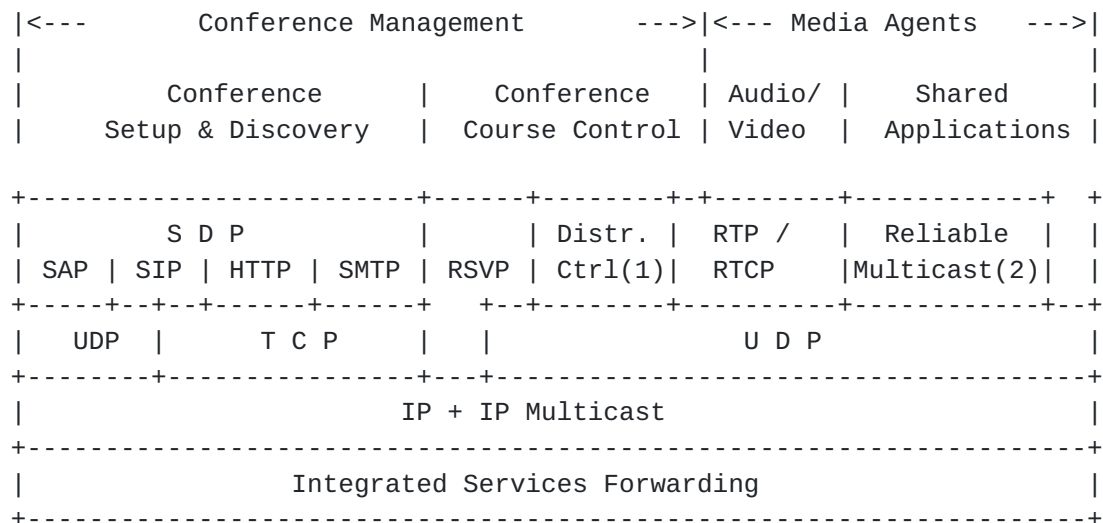 |<---         Conference Management         --->|<--- Media Agents   --->|
|                                            |                        |
|         Conference      |    Conference   | Audio/ |    Shared     |
|     Setup & Discovery   |  Course Control | Video  |  Applications |
+-------------------------+------+--------+-+--------+------------+  +
|         S D P           |      | Distr. |  RTP /   |  Reliable  |  |
| SAP | SIP | HTTP | SMTP | RSVP | Ctrl(1)|  RTCP    |Multicast(2)|  |
+-----+--+--+------+------+   +--+--------+----------+------------+--+
|   UDP  |      T C P     |   |                U D P                 |
+--------+----------------+---+--------------------------------------+
|                        IP + IP Multicast                           |
+--------------------------------------------------------------------+
|                 Integrated Services Forwarding                     |
+--------------------------------------------------------------------+